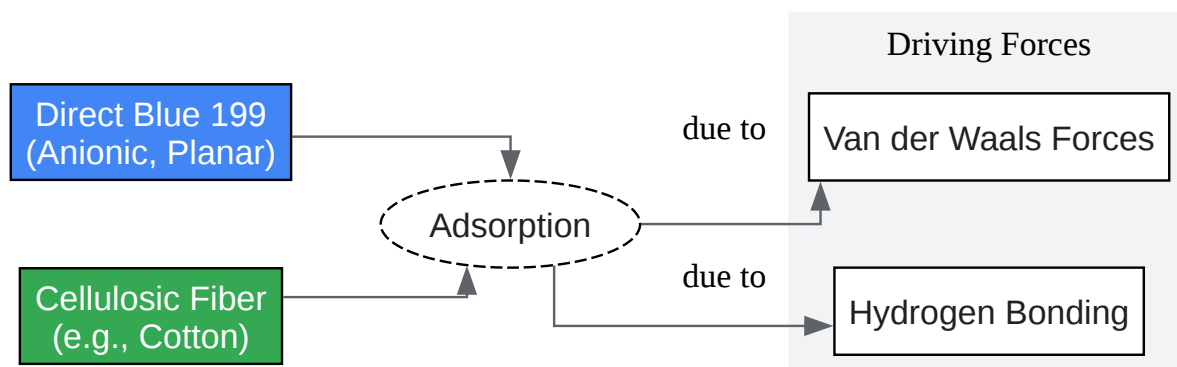 Driving Forces
Direct Blue 199
(Anionic, Planar)
due to
Van der Waals Forces
Adsorption
due to
Cellulosic Fiber
(e.g., Cotton)
Hydrogen Bonding